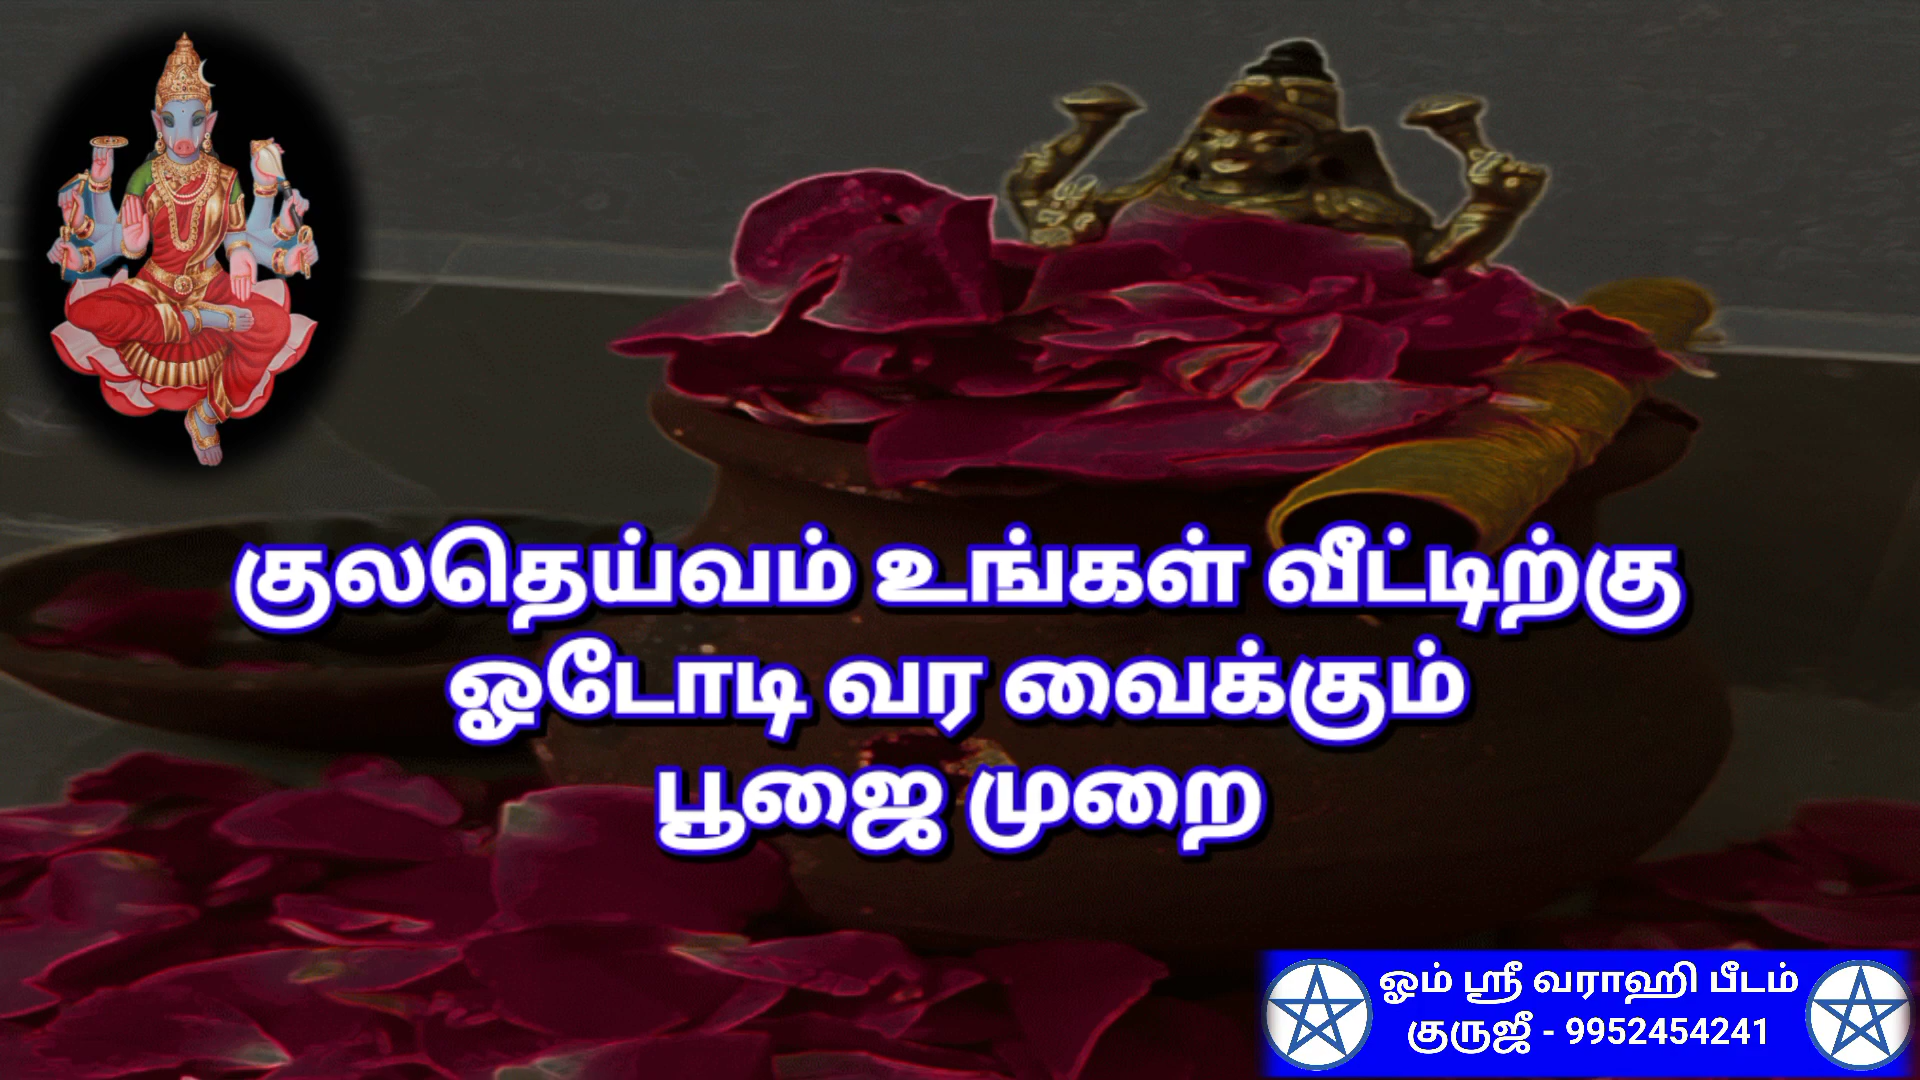 குலதெய்வம் உங்கள் வீட்டிற்கு
ஓடோடி வர வைக்கும்
பூஜை முறை
ஓம் ஸ்ரீ வராஹி பீடம்
குருஜீ - 9952454241